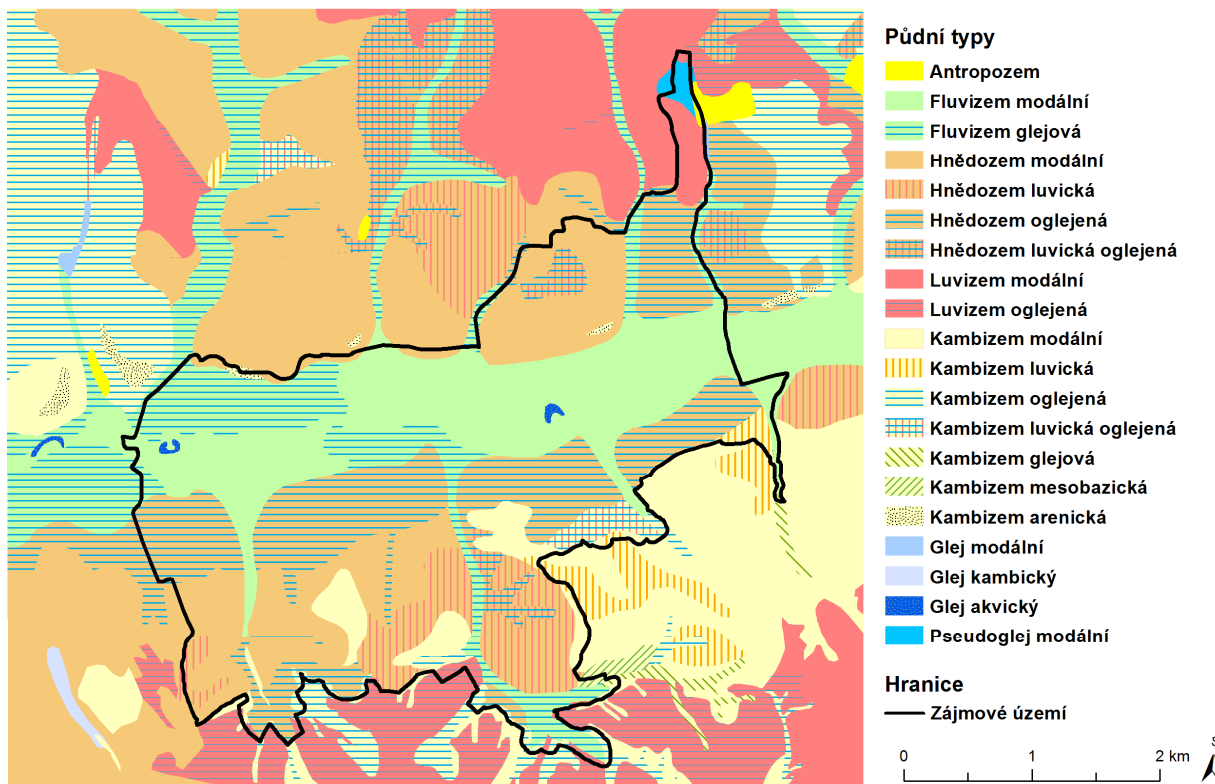 Půdní typy
Antropozem
Fluvizem modální
Fluvizem glejová
Hnědozem modální
Hnědozem luvická
Hnědozem oglejená
Hnědozem luvická oglejená
Luvizem modální
Luvizem oglejená
Kambizem modální
Kambizem luvická
Kambizem oglejená
Kambizem luvická oglejená
Kambizem glejová
Kambizem mesobazická
Kambizem arenická
Glej modální
Glej kambický
Glej akvický
Pseudoglej modální
Hranice
Zájmové území
S
0 1 2 km